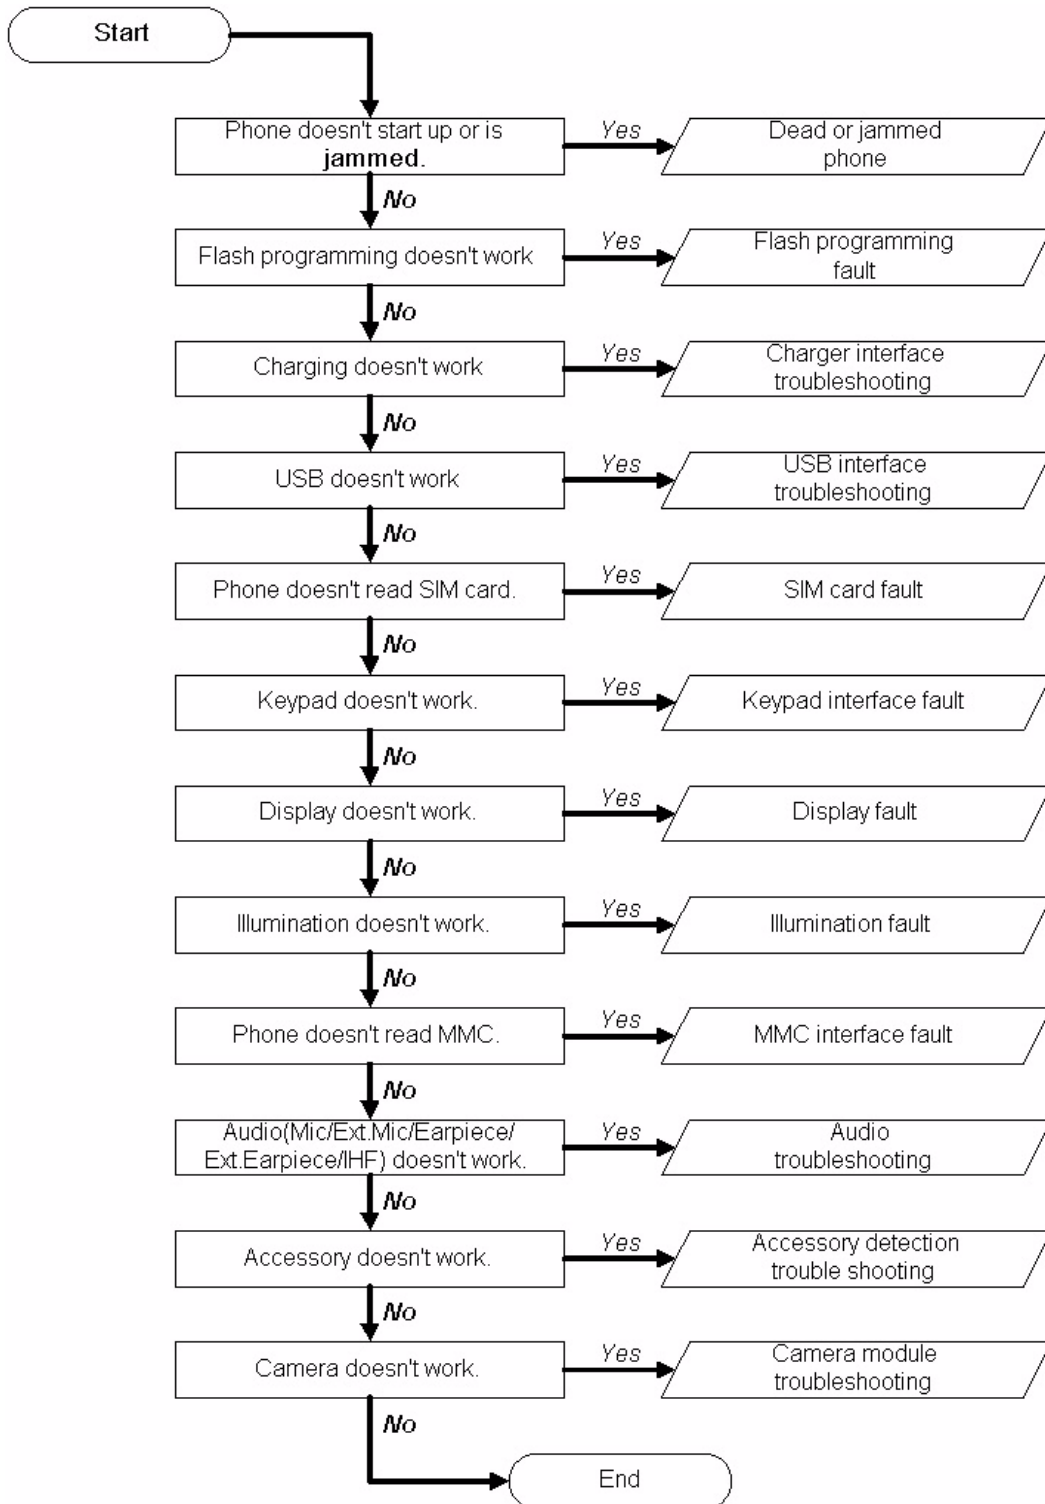 Start
Phone doesn't start up or is
jammed.
Yes
Dead or jammed
phone
No
Flash programming doesn't work
Yes
Flash programming
fault
No
Charging doesn't work
Yes
Charger interface
troubleshooting
No
USB doesn't work
Yes
USB interface
troubleshooting
No
Phone doesn't read SIM card.
Yes
SIM card fault
No
Keypad doesn't work.
Yes
Keypad interface fault
No
Display doesn't work.
Yes
Display fault
No
Illumination doesn't work.
Yes
Illumination fault
No
Phone doesn't read MMC.
Yes
MMC interface fault
No
Audio(Mic/Ext.Mic/Earpiece/
Ext.Earpiece/IHF) doesn't work.
Yes
Audio
troubleshooting
No
Accessory doesn't work.
Yes
Accessory detection
trouble shooting
No
Camera doesn't work.
Yes
Camera module
troubleshooting
No
End